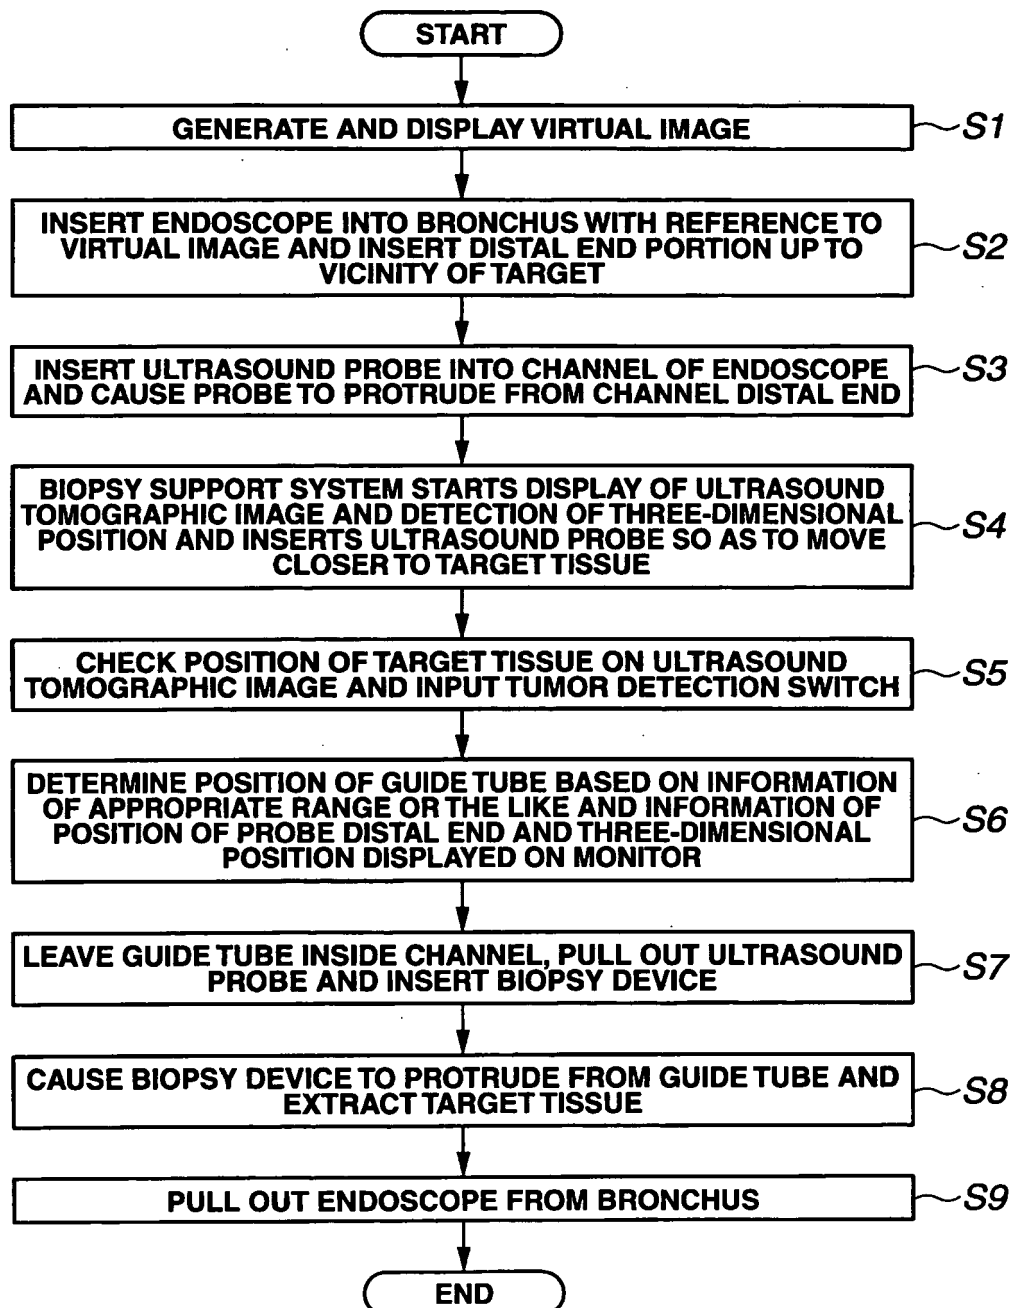 START
GENERATE AND DISPLAY VIRTUAL IMAGE
S1
INSERT ENDOSCOPE INTO BRONCHUS WITH REFERENCE TO
VIRTUAL IMAGE AND INSERT DISTAL END PORTION UP TO
VICINITY OF TARGET
S2
INSERT ULTRASOUND PROBE INTO CHANNEL OF ENDOSCOPE
AND CAUSE PROBE TO PROTRUDE FROM CHANNEL DISTAL END
S3
BIOPSY SUPPORT SYSTEM STARTS DISPLAY OF ULTRASOUND
TOMOGRAPHIC IMAGE AND DETECTION OF THREE-DIMENSIONAL
POSITION AND INSERTS ULTRASOUND PROBE SO AS TO MOVE
CLOSER TO TARGET TISSUE
S4
CHECK POSITION OF TARGET TISSUE ON ULTRASOUND
TOMOGRAPHIC IMAGE AND INPUT TUMOR DETECTION SWITCH
S5
DETERMINE POSITION OF GUIDE TUBE BASED ON INFORMATION
OF APPROPRIATE RANGE OR THE LIKE AND INFORMATION OF
POSITION OF PROBE DISTAL END AND THREE-DIMENSIONAL
POSITION DISPLAYED ON MONITOR
S6
LEAVE GUIDE TUBE INSIDE CHANNEL, PULL OUT ULTRASOUND
PROBE AND INSERT BIOPSY DEVICE
S7
CAUSE BIOPSY DEVICE TO PROTRUDE FROM GUIDE TUBE AND
EXTRACT TARGET TISSUE
S8
PULL OUT ENDOSCOPE FROM BRONCHUS
S9
END